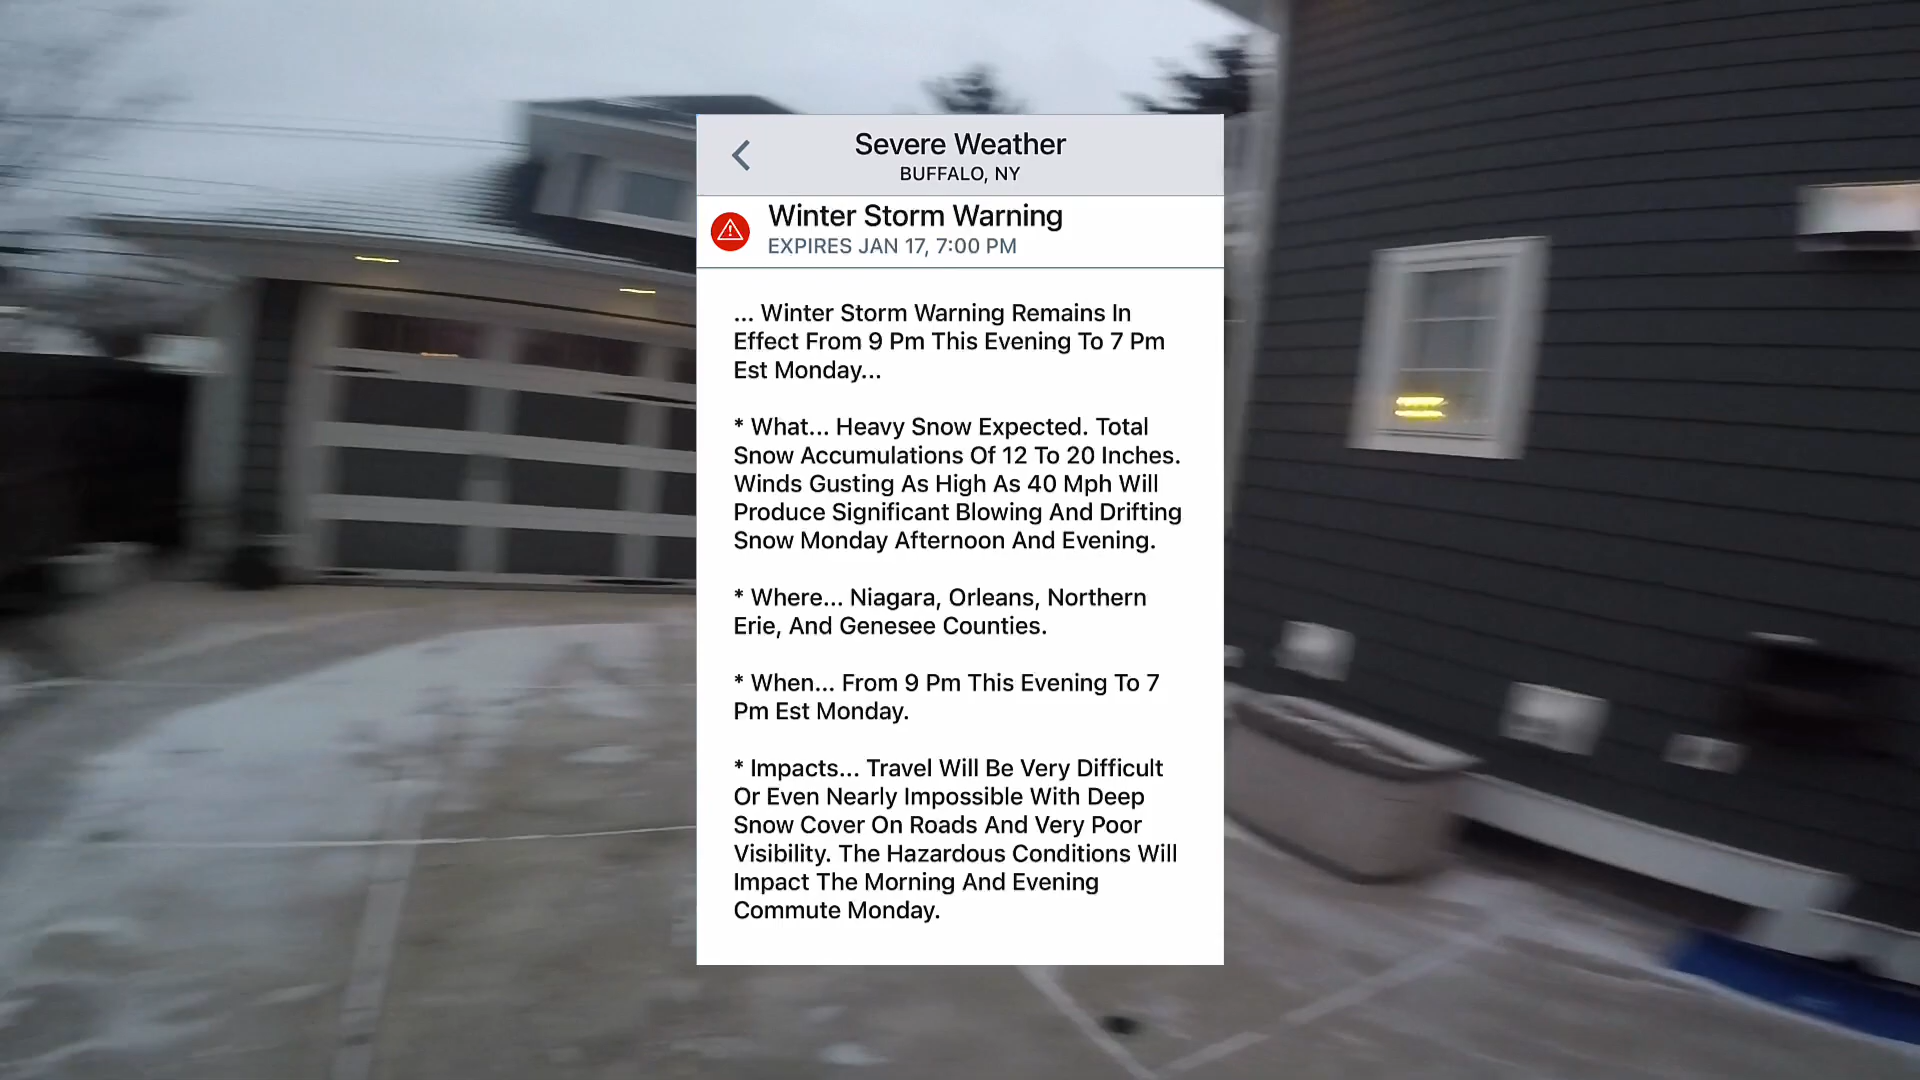 Severe Weather
BUFFALO, NY
Winter Storm Warning
EXPIRES JAN 17, 7:00 PM
... Winter Storm Warning Remains In
Effect From 9 Pm This Evening To 7 Pm
Est Monday...
* What... Heavy Snow Expected. Total
Snow Accumulations Of 12 To 20 Inches.
Winds Gusting As High As 40 Mph Will
Produce Significant Blowing And Drifting
Snow Monday Afternoon And Evening.
* Where... Niagara, Orleans, Northern
Erie, And Genesee Counties.
* When... From 9 Pm This Evening To 7
Pm Est Monday.
* Impacts... Travel Will Be Very Difficult
Or Even Nearly Impossible With Deep
Snow Cover On Roads And Very Poor
Visibility. The Hazardous Conditions Will
Impact The Morning And Evening
Commute Monday.